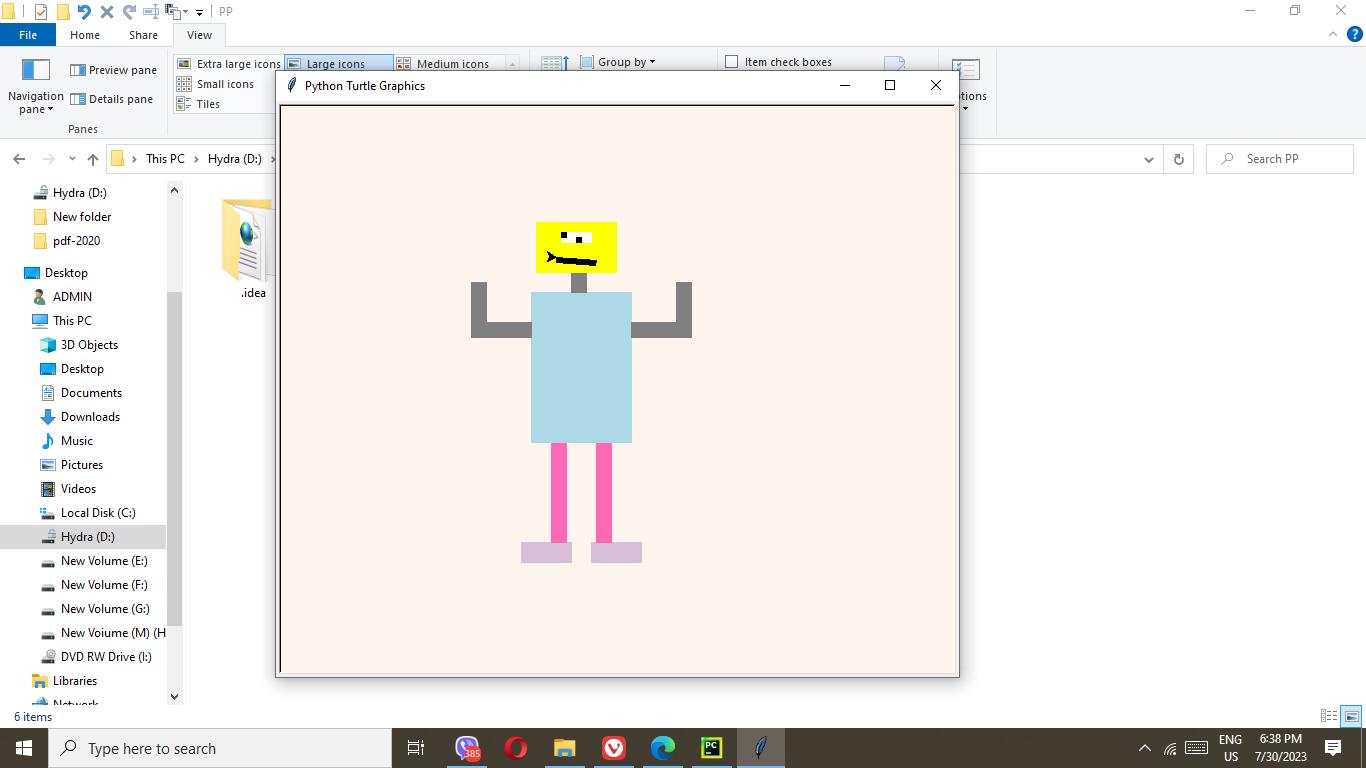 PP
File Home Share View
Extra large icons Large icons Medium icons
Small icons
Tiles
Group by
Item check boxes
Navigation pane
Preview pane
Details pane
Panes
Python Turtle Graphics
This PC Hydra (D:)
Search PP
Hydra (D:)
New folder
pdf-2020
Desktop
ADMIN
This PC
3D Objects
Desktop
Documents
Downloads
Music
Pictures
Videos
Local Disk (C:)
Hydra (D:)
New Volume (E:)
New Volume (F:)
New Volume (G:)
New Volume (M) (H
DVD RW Drive (I:)
Libraries
Network
.idea
6 items
Type here to search
385
PC
ENG
US
6:38 PM
7/30/2023